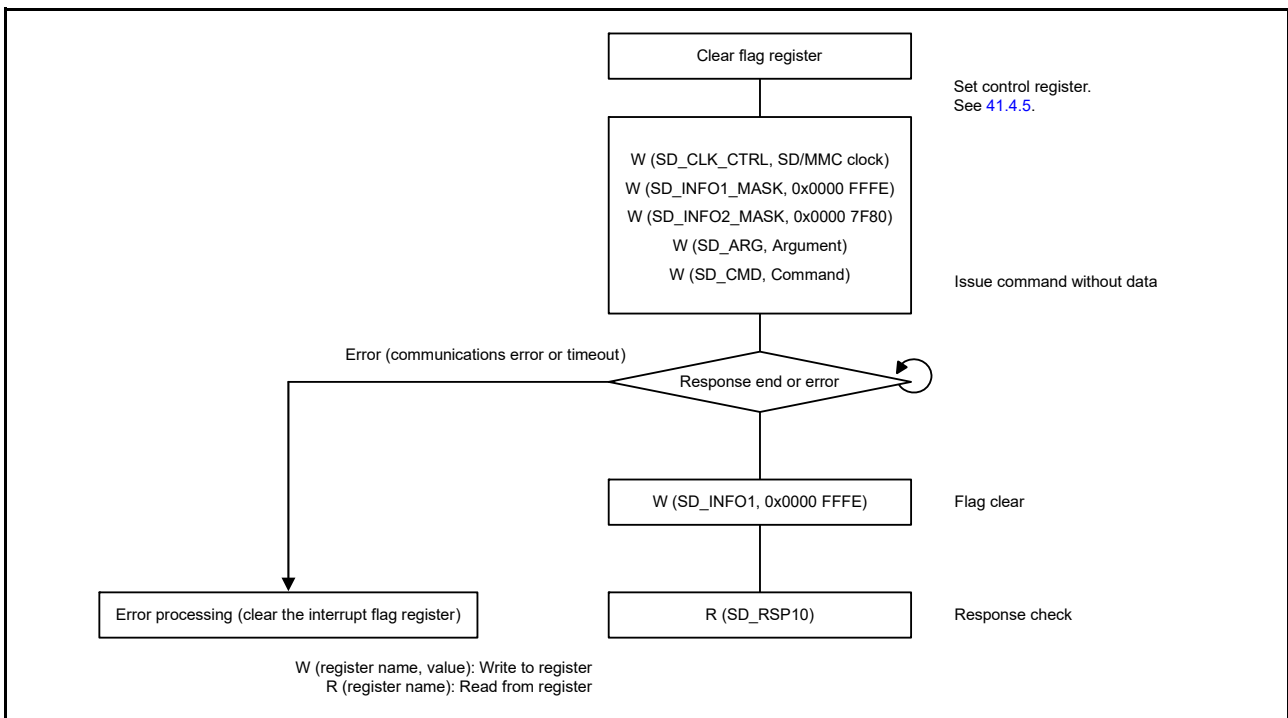 Clear flag register
Set control register.
See 41.4.5.
W (SD_CLK_CTRL, SD/MMC clock)
W (SD_INFO1_MASK, 0x0000 FFFE)
W (SD_INFO2_MASK, 0x0000 7F80)
W (SD_ARG, Argument)
W (SD_CMD, Command)
Issue command without data
Error (communications error or timeout)
Response end or error
W (SD_INFO1, 0x0000 FFFE)
Flag clear
Error processing (clear the interrupt flag register)
R (SD_RSP10)
Response check
W (register name, value): Write to register
R (register name): Read from register